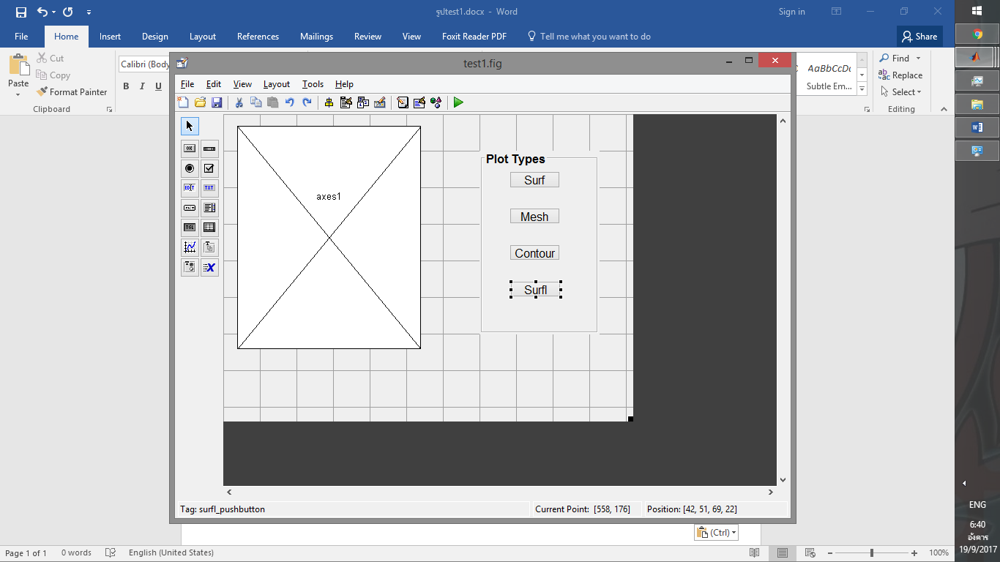 รูปtest1.docx - Word
Sign in
File Home Insert Design Layout References Mailings Review View Foxit Reader PDF Tell me what you want to do Share
Paste
Cut
Copy
Format Painter
Clipboard
Calibri (Body
B I U
AaBbCcDc
Subtle Em...
Find
Replace
Select
Editing
test1.fig
File Edit View Layout Tools Help
OK
EDIT TXT
TGL
axes1
Plot Types
Surf
Mesh
Contour
Surfl
Tag: surfl_pushbutton Current Point: [558, 176] Position: [42, 51, 69, 22]
(Ctrl)
Page 1 of 1 0 words English (United States) 100%
ENG
6:40
อังคาร
19/9/2017